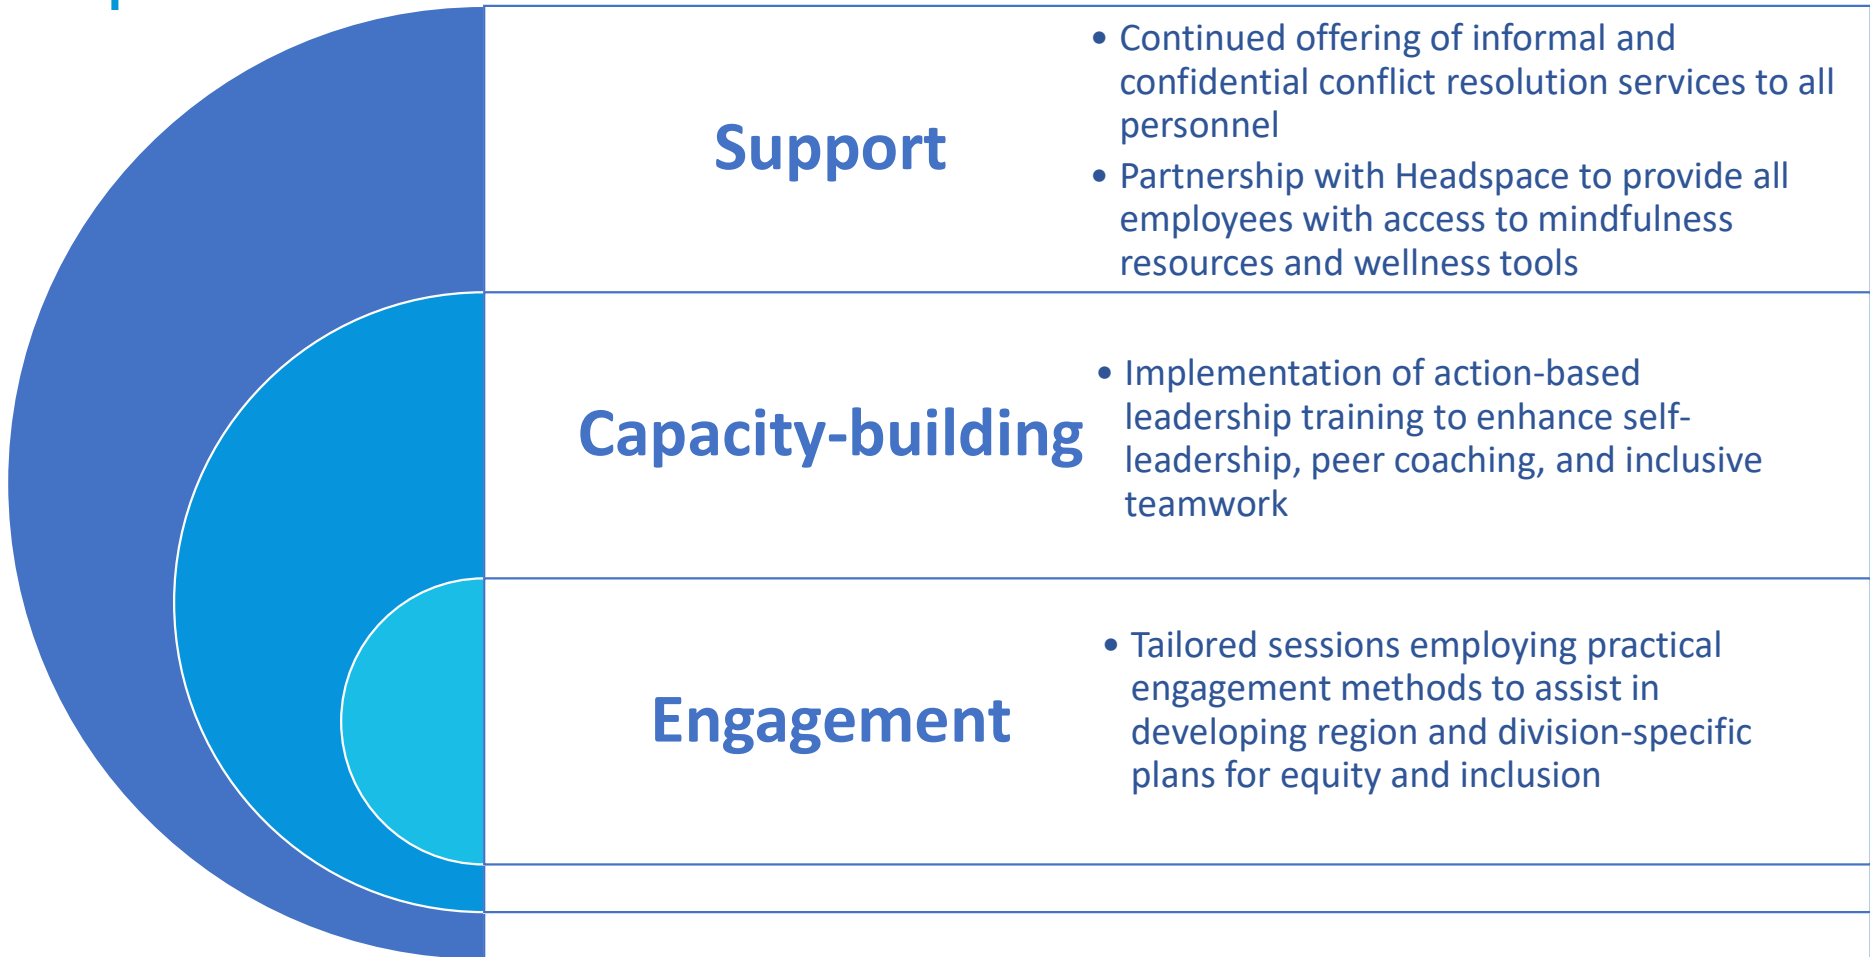 Support
• Continued offering of informal and
confidential conflict resolution services to all
personnel
• Partnership with Headspace to provide all
employees with access to mindfulness
resources and wellness tools
Capacity-building
• Implementation of action-based
leadership training to enhance self-
leadership, peer coaching, and inclusive
teamwork
Engagement
• Tailored sessions employing practical
engagement methods to assist in
developing region and division-specific
plans for equity and inclusion